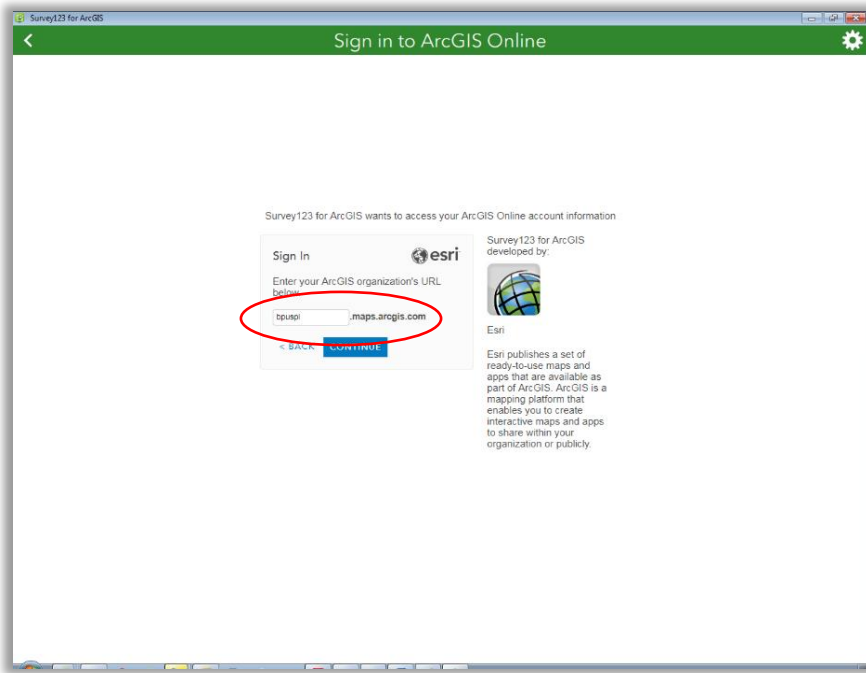 Survey123 for ArcGIS
Sign in to ArcGIS Online
Survey123 for ArcGIS wants to access your ArcGIS Online account information
Sign In
esri
Enter your ArcGIS organization's URL
below
bpuspi
.maps.arcgis.com
< BACK
CONTINUE
Survey123 for ArcGIS
developed by:
Esri
Esri publishes a set of
ready-to-use maps and
apps that are available as
part of ArcGIS. ArcGIS is a
mapping platform that
enables you to create
interactive maps and apps
to share within your
organization or publicly.